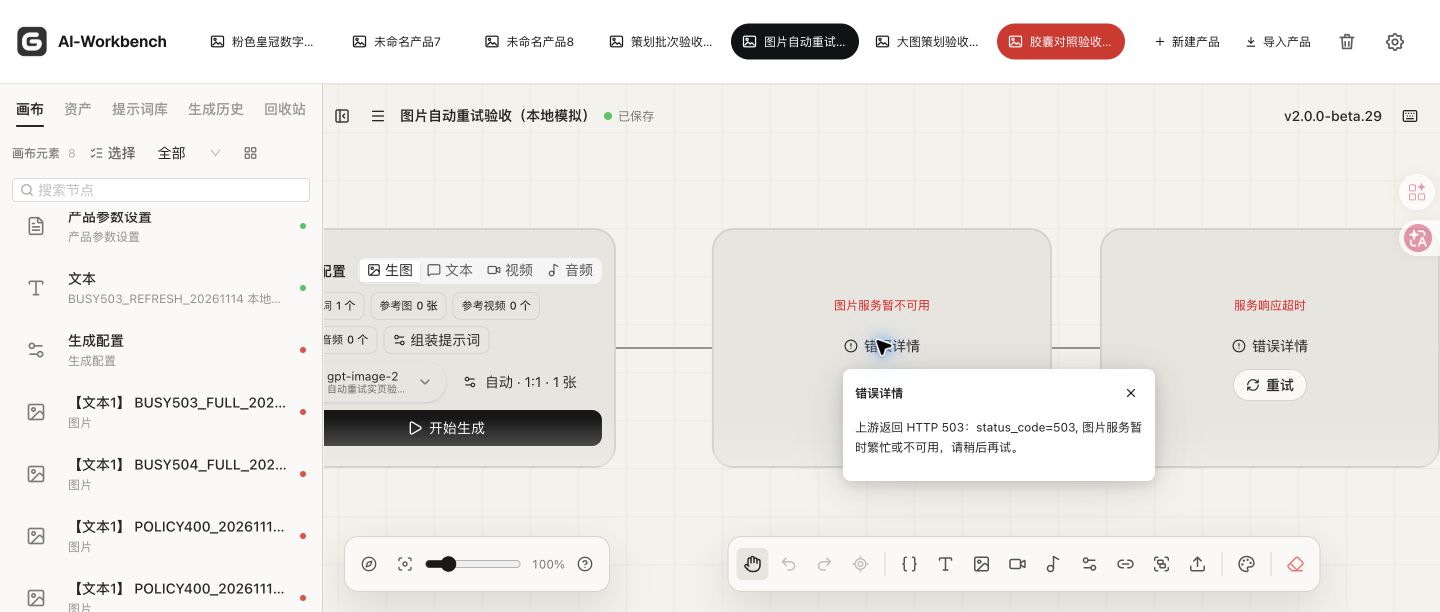 AI-Workbench
粉色皇冠数字...
未命名产品7
未命名产品8
策划批次验收...
图片自动重试...
大图策划验收...
胶囊对照验收...
新建产品
导入产品
画布 资产 提示词库 生成历史 回收站
画布元素 8 选择 全部
搜索节点
产品参数设置
产品参数设置
文本
BUSY503_REFRESH_20261114 本地...
生成配置
生成配置
【文本1】 BUSY503_FULL_202...
图片
【文本1】 BUSY504_FULL_202...
图片
【文本1】 POLICY400_2026111...
图片
【文本1】 POLICY400_2026111...
图片
图片自动重试验收（本地模拟） 已保存
v2.0.0-beta.29
配置 生图 文本 视频 音频
词 1 个 参考图 0 张 参考视频 0 个
音频 0 个 组装提示词
gpt-image-2
自动重试实页验...
自动 · 1:1 · 1 张
开始生成
图片服务暂不可用
错误详情
服务响应超时
错误详情
重试
错误详情
上游返回 HTTP 503：status_code=503, 图片服务暂
时繁忙或不可用，请稍后再试。
100%